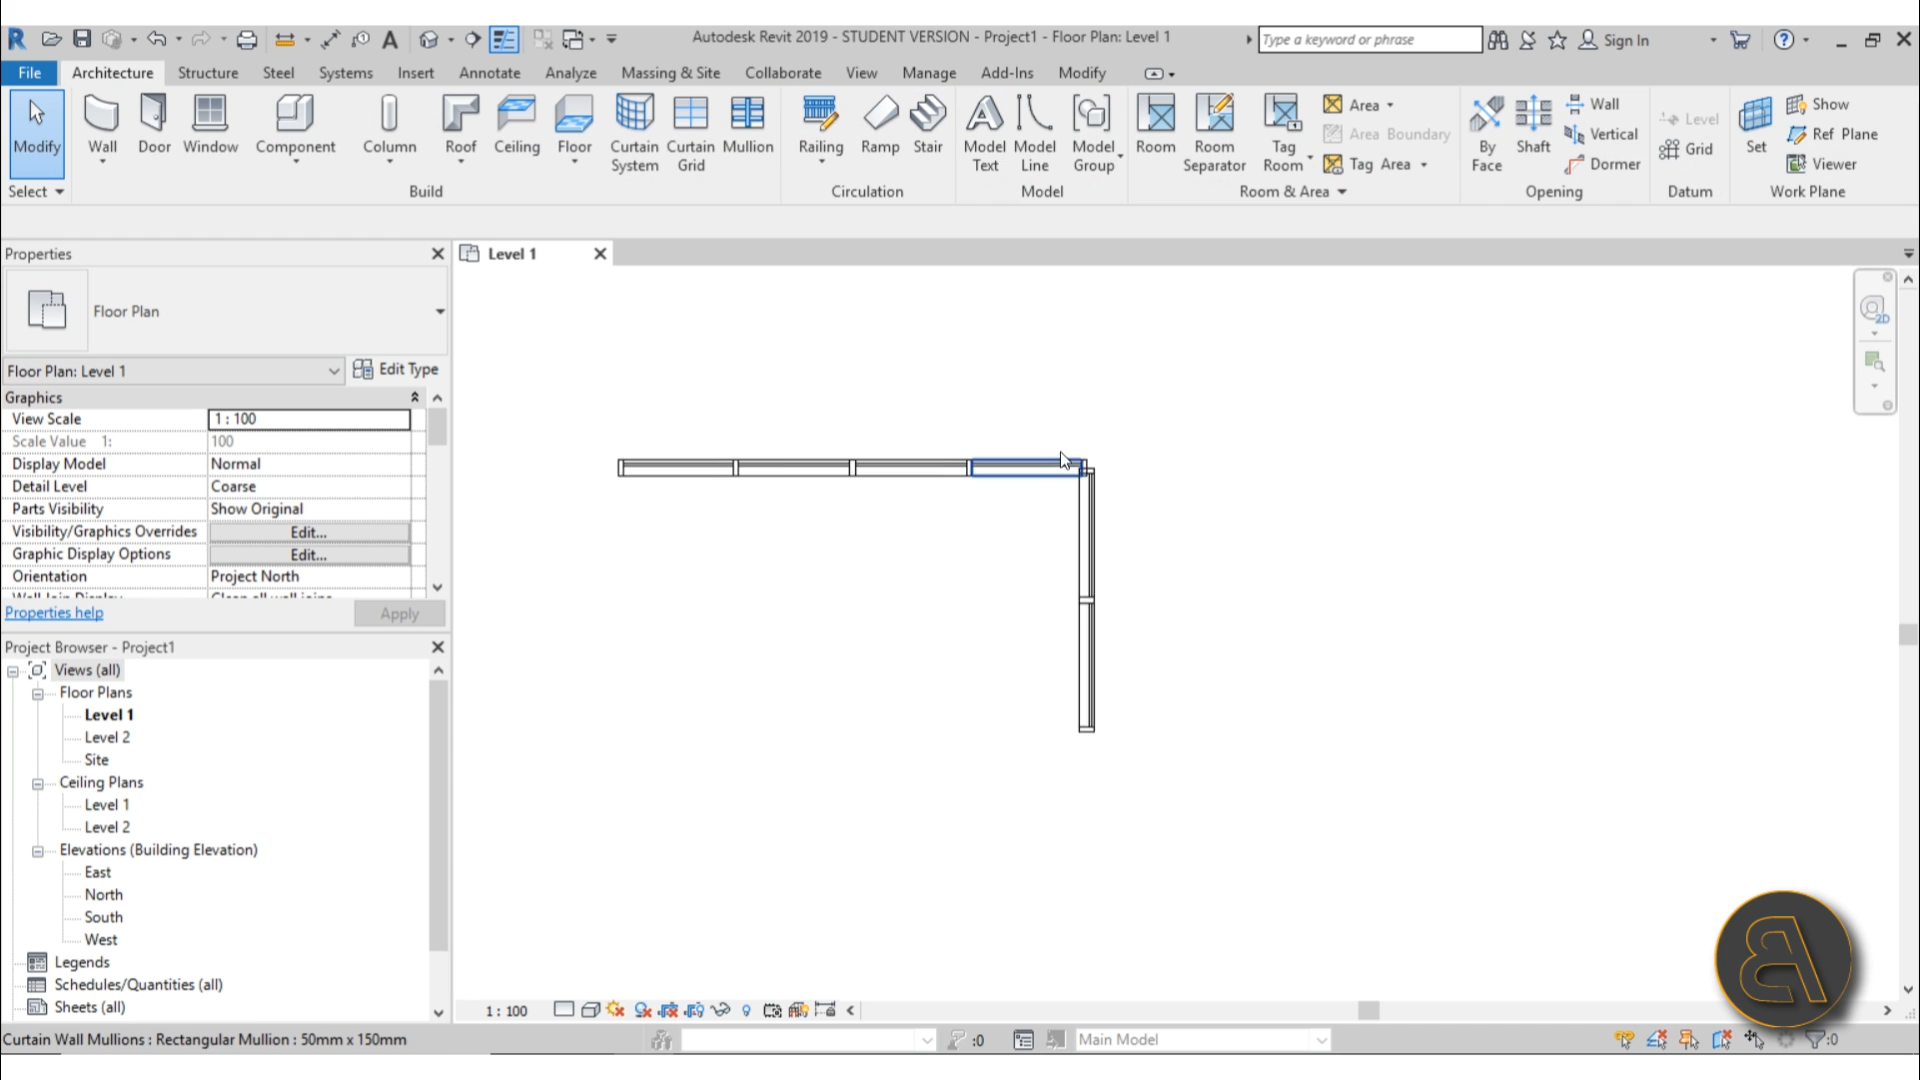 Autodesk Revit 2019 - STUDENT VERSION - Project1 - Floor Plan: Level 1
Type a keyword or phrase
Sign In
File Architecture Structure Steel Systems Insert Annotate Analyze Massing & Site Collaborate View Manage Add-Ins Modify
Modify
Wall
Door
Window
Component
Column
Roof
Ceiling
Floor
Curtain System
Curtain Grid
Mullion
Railing
Ramp
Stair
Model Text
Model Line
Model Group
Room
Room Separator
Tag Room
Area
Area Boundary
Tag Area
By Face
Shaft
Wall
Vertical
Dormer
Level
Grid
Set
Show
Ref Plane
Viewer
Select Build Circulation Model Room & Area Opening Datum Work Plane
Properties
Floor Plan
Floor Plan: Level 1
Edit Type
Graphics
View Scale 1 : 100
Scale Value 1: 100
Display Model Normal
Detail Level Coarse
Parts Visibility Show Original
Visibility/Graphics Overrides Edit...
Graphic Display Options Edit...
Orientation Project North
Properties help
Apply
Project Browser - Project1
Views (all)
Floor Plans
Level 1
Level 2
Site
Ceiling Plans
Level 1
Level 2
Elevations (Building Elevation)
East
North
South
West
Legends
Schedules/Quantities (all)
Sheets (all)
Level 1
2D
1 : 100
Curtain Wall Mullions : Rectangular Mullion : 50mm x 150mm
:0
Main Model
:0